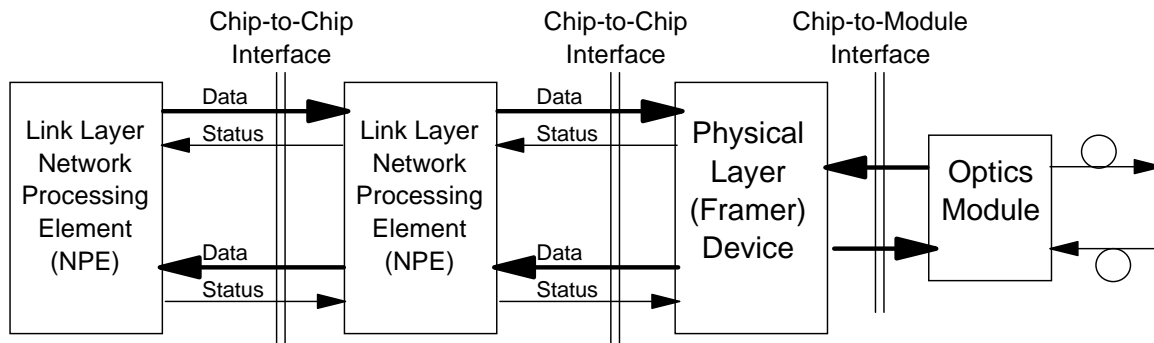 Chip-to-Chip
Interface
Chip-to-Chip
Interface
Chip-to-Module
Interface
Link Layer
Network
Processing
Element
(NPE)
Data
Status
Data
Status
Link Layer
Network
Processing
Element
(NPE)
Data
Status
Data
Status
Physical
Layer
(Framer)
Device
Optics
Module